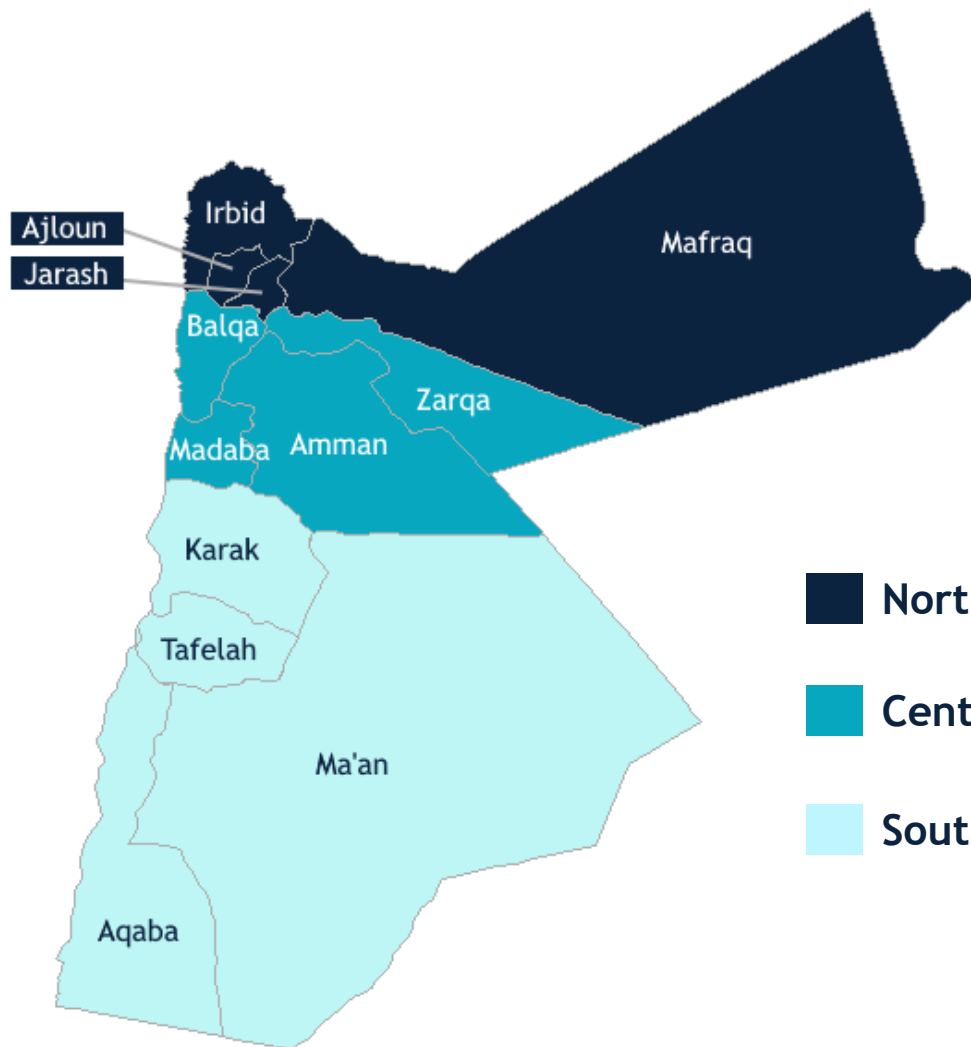 Irbid
Ajloun
Jarash
Mafraq
Balqa
Zarqa
Madaba
Amman
Karak
Tafelah
Ma'an
Aqaba
Nort
Cent
Sout